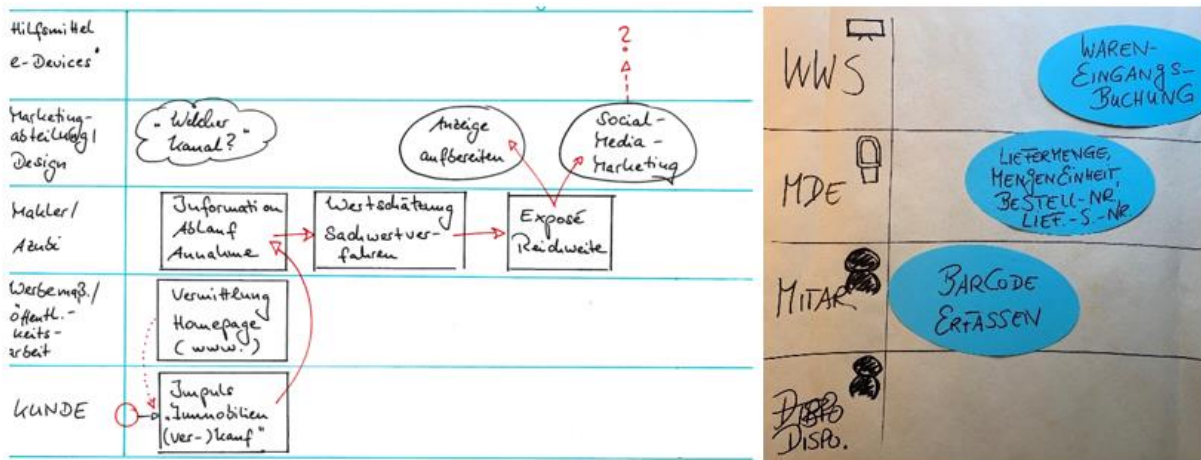 Hilfsmittel
e-Devices"
Marketing-
abteilung/
Design
"Welcher
Kanal?"
Anzeige
aufbereiten
?
Social-
Media-
Marketing
Makler/
Azubi
Information
Ablauf
Annahme
Wertschätzung
Sachwertver-
fahren
Exposé
Reichweite
Werbemaß./
Öffentl.-
keits-
arbeit
Vermittlung
Homepage
(www.)
KUNDE
Impuls
"Immobilien
(ver-)kauf"
WWS
WAREN-
EINGANGS-
BUCHUNG
MDE
LIEFERMENGE,
MENGENEINHEIT
BESTELL-NR,
LIEF.-S.-NR.
MITAR
BARCODE
ERFASSEN
DISPO
DISPO.